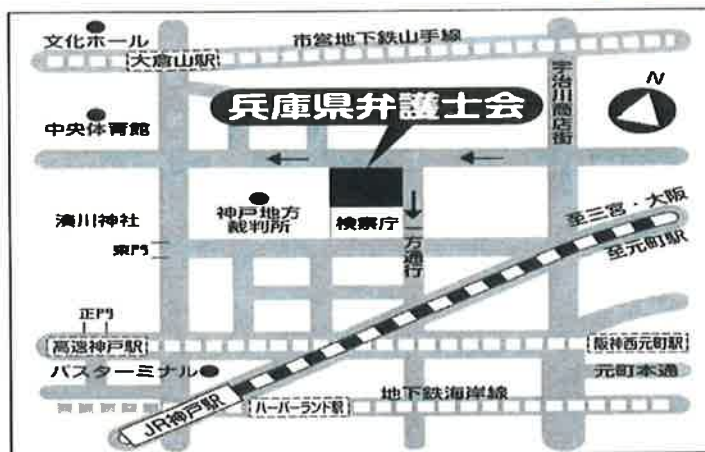 文化ホール
市営地下鉄山手線
大倉山駅
宇治川商店街
N
兵庫県弁護士会
中央体育館
神戸地方
裁判所
検察庁
一方通行
湊川神社
東門
至三宮・大阪
至元町駅
正門
高速神戸駅
阪神西元町駅
バスターミナル
元町本通
地下鉄海岸線
ハーバーランド駅
JR神戸駅